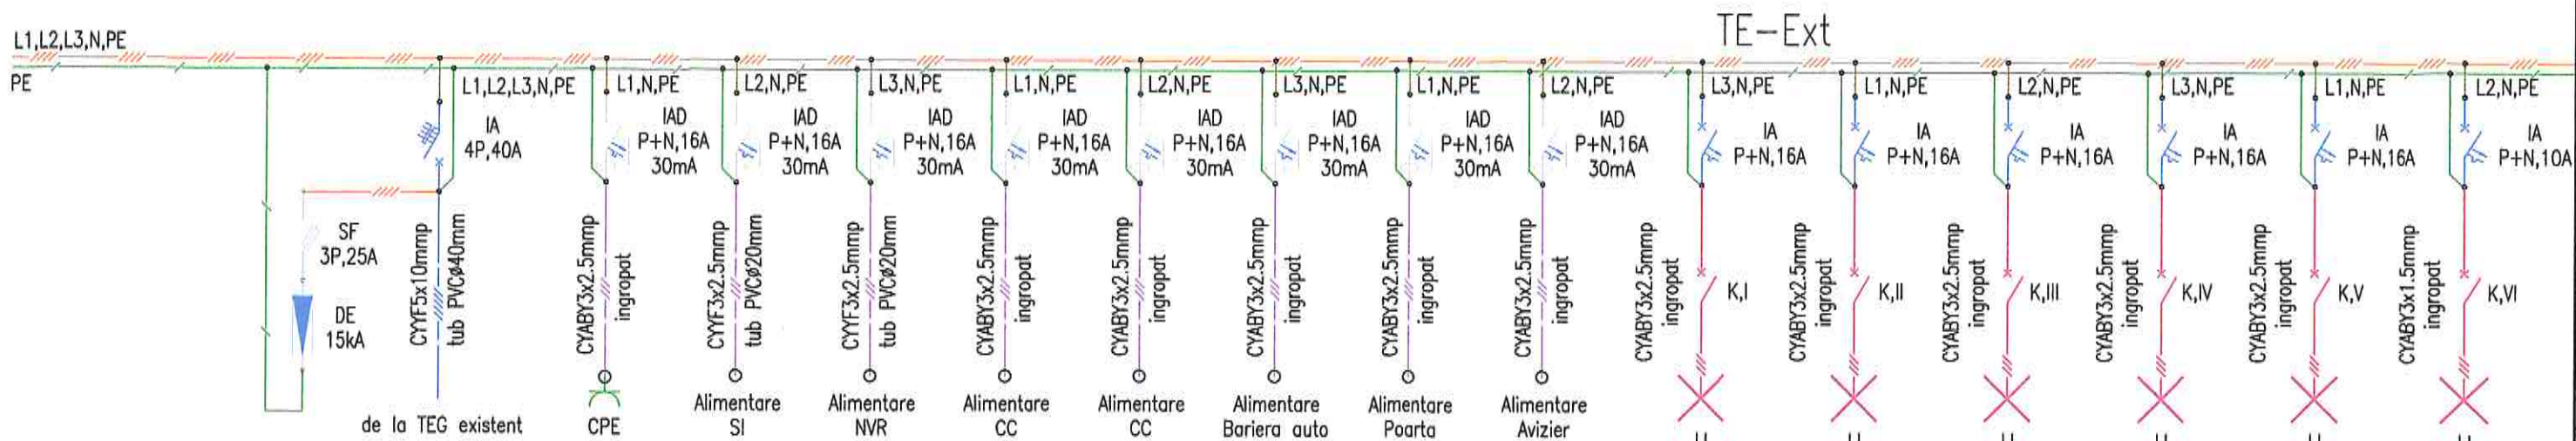 TE-Ext
L1,L2,L3,N,PE
PE
L1,L2,L3,N,PE
IA
4P,40A
SF
3P,25A
DE
15kA
CYYF5x10mmp
tub PVCø40mm
de la TEG existent
L1,N,PE
IAD
P+N,16A
30mA
CYABY3x2.5mmp
ingropat
CPE
L2,N,PE
IAD
P+N,16A
30mA
CYYF3x2.5mmp
tub PVCø20mm
Alimentare
SI
L3,N,PE
IAD
P+N,16A
30mA
CYYF3x2.5mmp
tub PVCø20mm
Alimentare
NVR
L1,N,PE
IAD
P+N,16A
30mA
CYABY3x2.5mmp
ingropat
Alimentare
CC
L2,N,PE
IAD
P+N,16A
30mA
CYABY3x2.5mmp
ingropat
Alimentare
CC
L3,N,PE
IAD
P+N,16A
30mA
CYABY3x2.5mmp
ingropat
Alimentare
Bariera auto
L1,N,PE
IAD
P+N,16A
30mA
CYABY3x2.5mmp
ingropat
Alimentare
Poarta
L2,N,PE
IAD
P+N,16A
30mA
CYABY3x2.5mmp
ingropat
Alimentare
Avizier
L3,N,PE
IA
P+N,16A
CYABY3x2.5mmp
ingropat
K,I
L1,N,PE
IA
P+N,16A
CYABY3x2.5mmp
ingropat
K,II
L2,N,PE
IA
P+N,16A
CYABY3x2.5mmp
ingropat
K,III
L3,N,PE
IA
P+N,16A
CYABY3x2.5mmp
ingropat
K,IV
L1,N,PE
IA
P+N,16A
CYABY3x2.5mmp
ingropat
K,V
L2,N,PE
IA
P+N,10A
CYABY3x1.5mmp
ingropat
K,VI